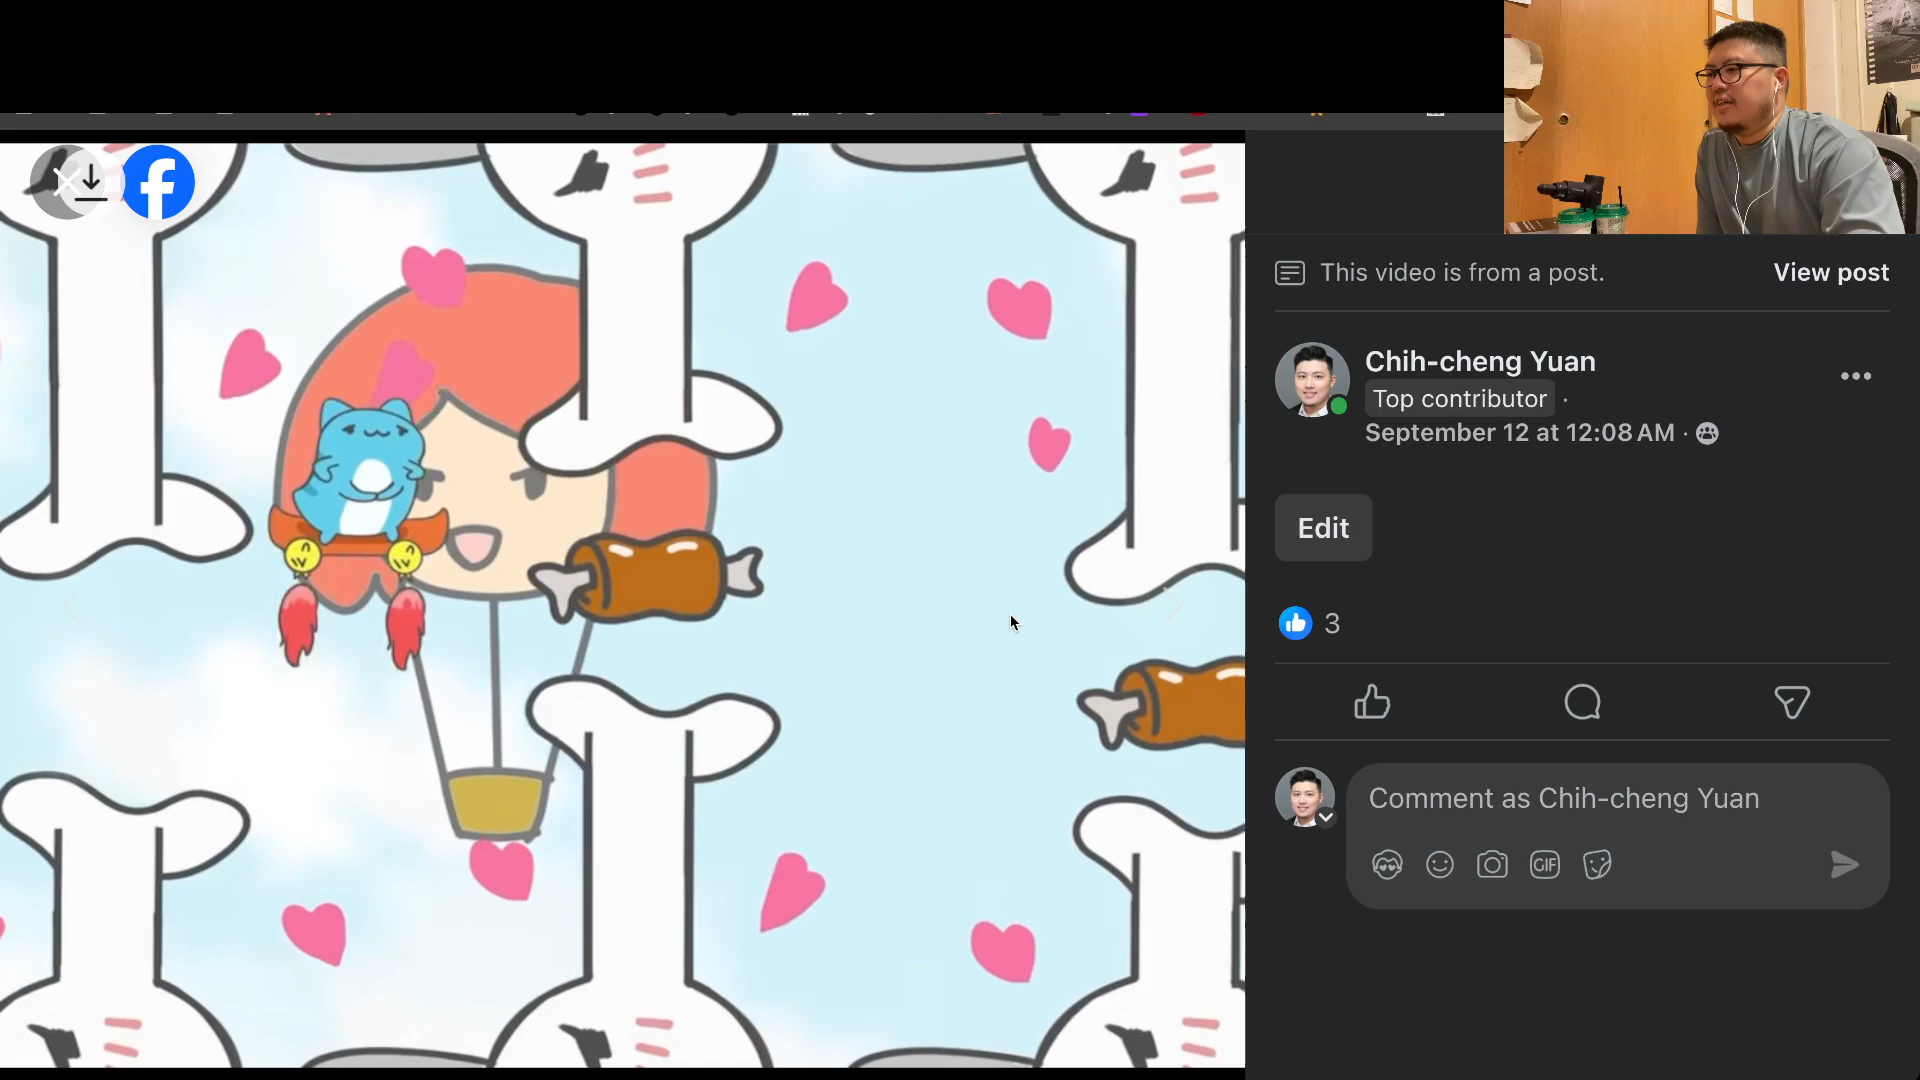 This video is from a post.
View post
Chih-cheng Yuan
Top contributor ·
September 12 at 12:08 AM ·
Edit
3
Comment as Chih-cheng Yuan
GIF